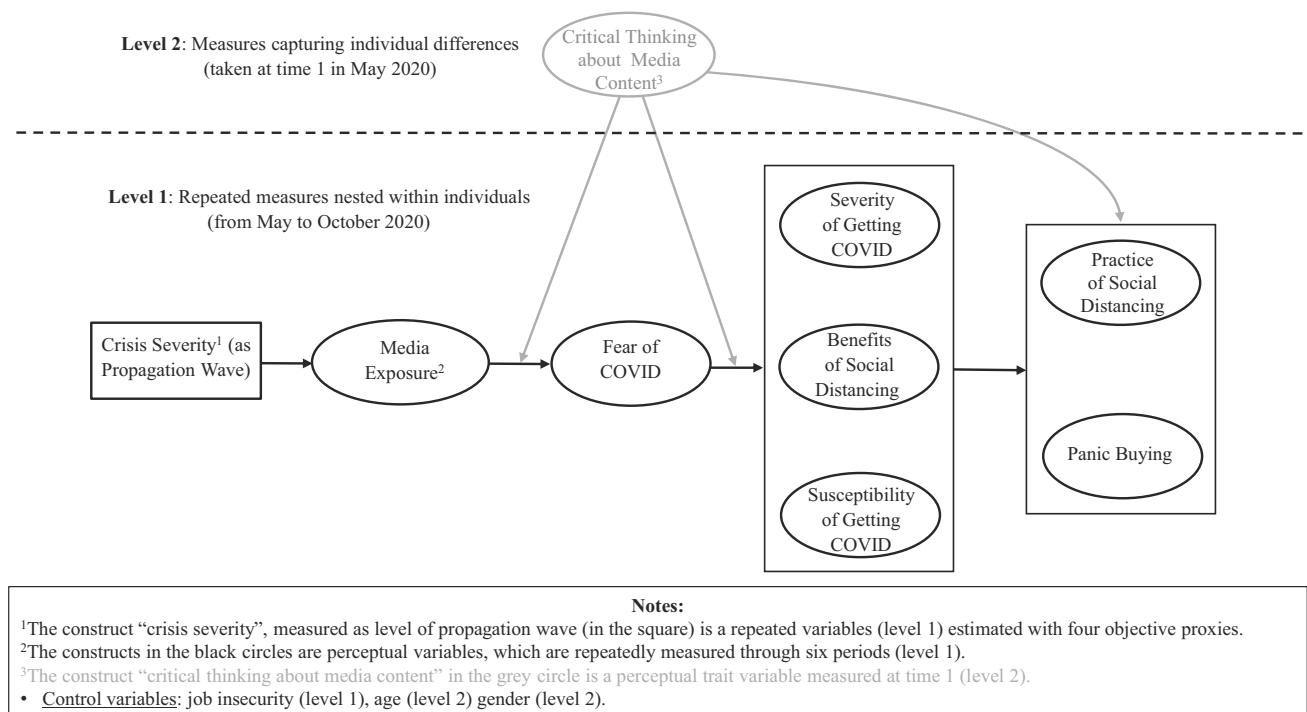 Level 2: Measures capturing individual differences
(taken at time 1 in May 2020)
Critical Thinking
about Media
Content³
Level 1: Repeated measures nested within individuals
(from May to October 2020)
Crisis Severity¹ (as
Propagation Wave)
Media
Exposure²
Fear of
COVID
Severity
of Getting
COVID
Benefits
of Social
Distancing
Susceptibility
of Getting
COVID
Practice
of Social
Distancing
Panic Buying
Notes:
¹The construct “crisis severity”, measured as level of propagation wave (in the square) is a repeated variables (level 1) estimated with four objective proxies.
²The constructs in the black circles are perceptual variables, which are repeatedly measured through six periods (level 1).
³The construct “critical thinking about media content” in the grey circle is a perceptual trait variable measured at time 1 (level 2).
• Control variables: job insecurity (level 1), age (level 2) gender (level 2).